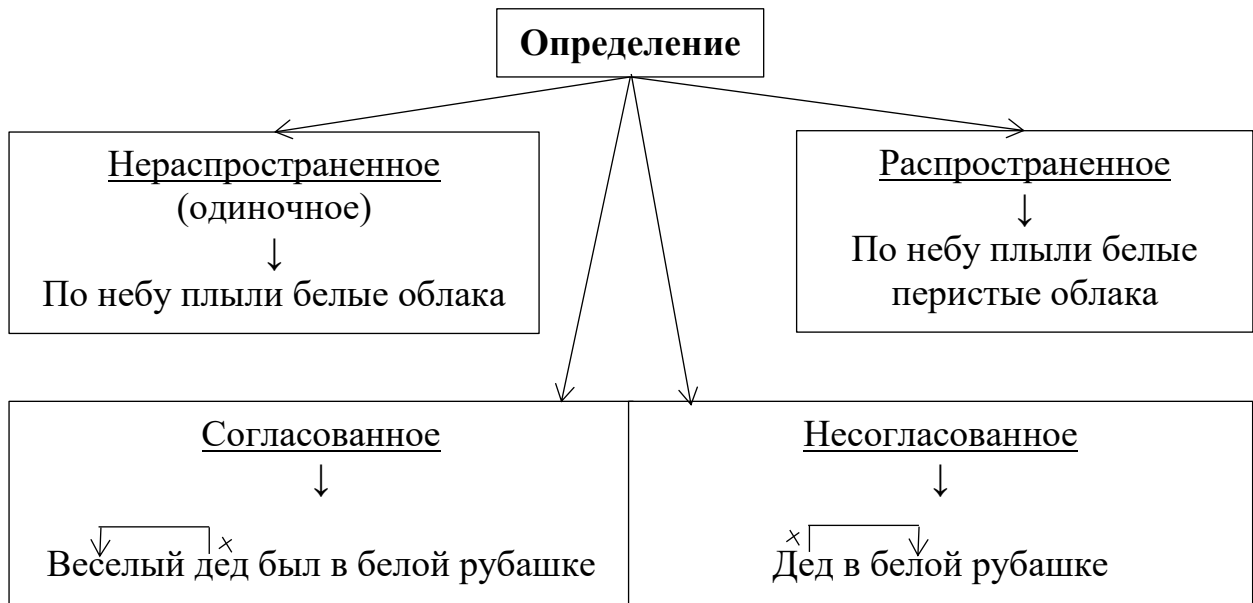 Определение
Нераспространенное
(одиночное)
↓
По небу плыли белые облака
Распространенное
↓
По небу плыли белые
перистые облака
Согласованное
↓
Веселый дед был в белой рубашке
Несогласованное
↓
Дед в белой рубашке